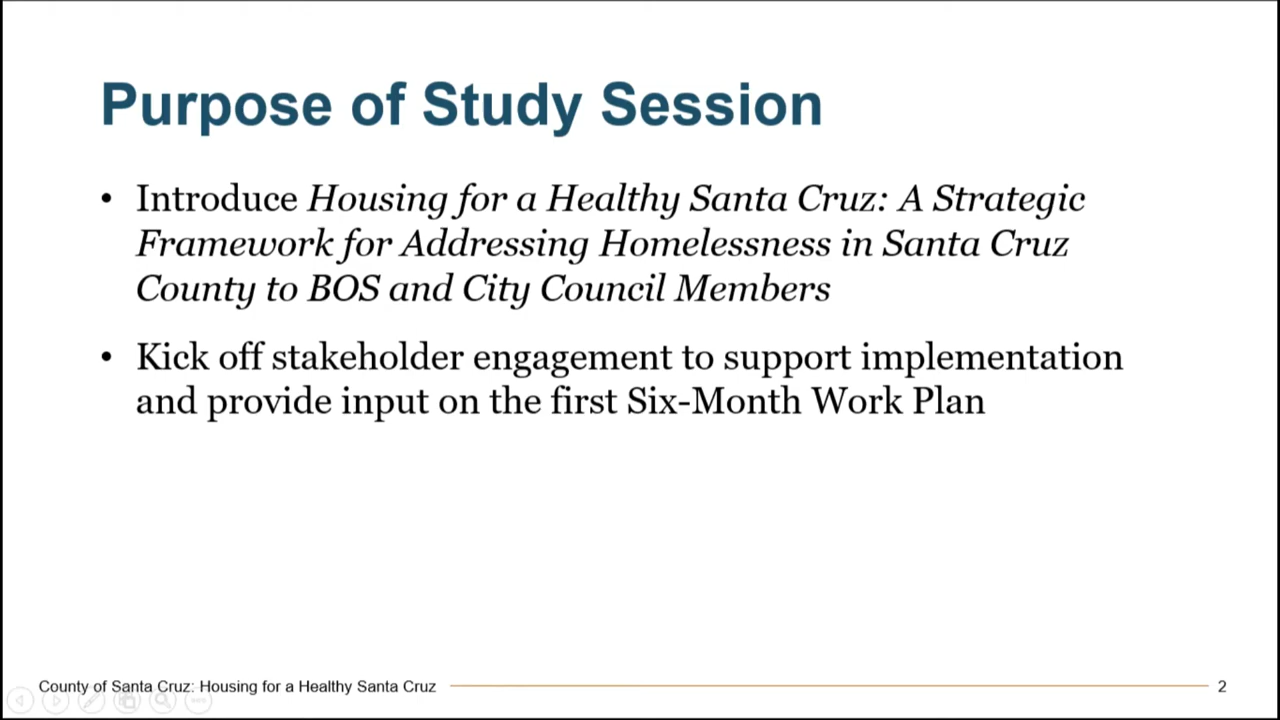 Purpose of Study Session
• Introduce Housing for a Healthy Santa Cruz: A Strategic
Framework for Addressing Homelessness in Santa Cruz
County to BOS and City Council Members
• Kick off stakeholder engagement to support implementation
and provide input on the first Six-Month Work Plan
County of Santa Cruz: Housing for a Healthy Santa Cruz
2